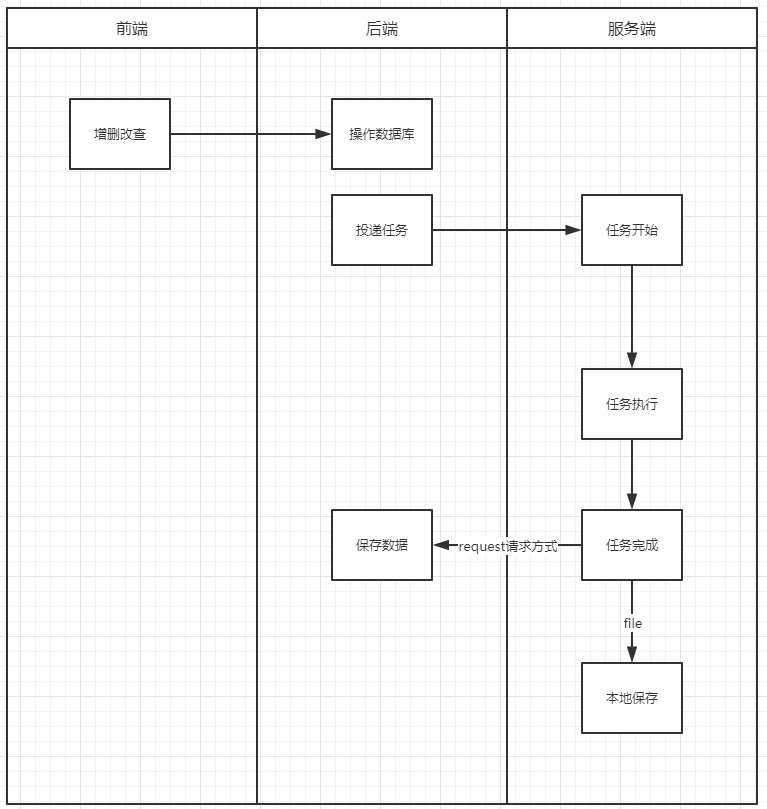 前端
后端
服务端
增删改查
操作数据库
投递任务
任务开始
任务执行
保存数据
request请求方式
任务完成
file
本地保存